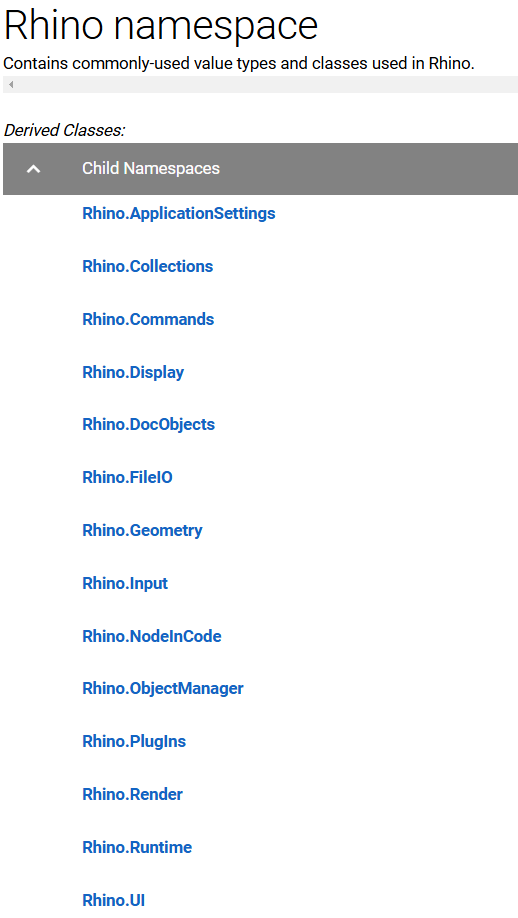 Rhino namespace
Contains commonly-used value types and classes used in Rhino.
Derived Classes:
Child Namespaces
Rhino.ApplicationSettings
Rhino.Collections
Rhino.Commands
Rhino.Display
Rhino.DocObjects
Rhino.FileIO
Rhino.Geometry
Rhino.Input
Rhino.NodeInCode
Rhino.ObjectManager
Rhino.PlugIns
Rhino.Render
Rhino.Runtime
Rhino.UI